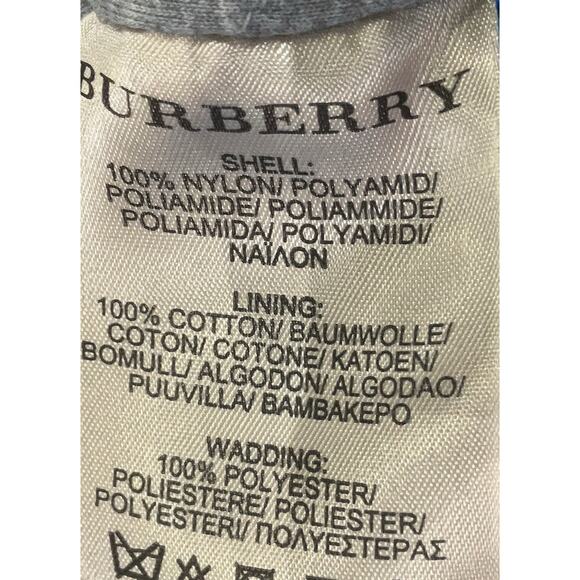 BURBERRY
SHELL:
100% NYLON/ POLYAMID/
POLIAMIDE/ POLIAMMIDE/
POLIAMIDA/ POLYAMIDI/
ΝΑΪΛΟΝ
LINING:
100% COTTON/ BAUMWOLLE/
COTON/ COTONE/ KATOEN/
BOMULL/ ALGODON/ ALGODAO/
PUUVILLA/ ΒΑΜΒΑΚΕΡΟ
WADDING:
100% POLYESTER/
POLIESTERE/ POLIESTER/
POLYESTERI/ ΠΟΛΥΕΣΤΕΡΑΣ